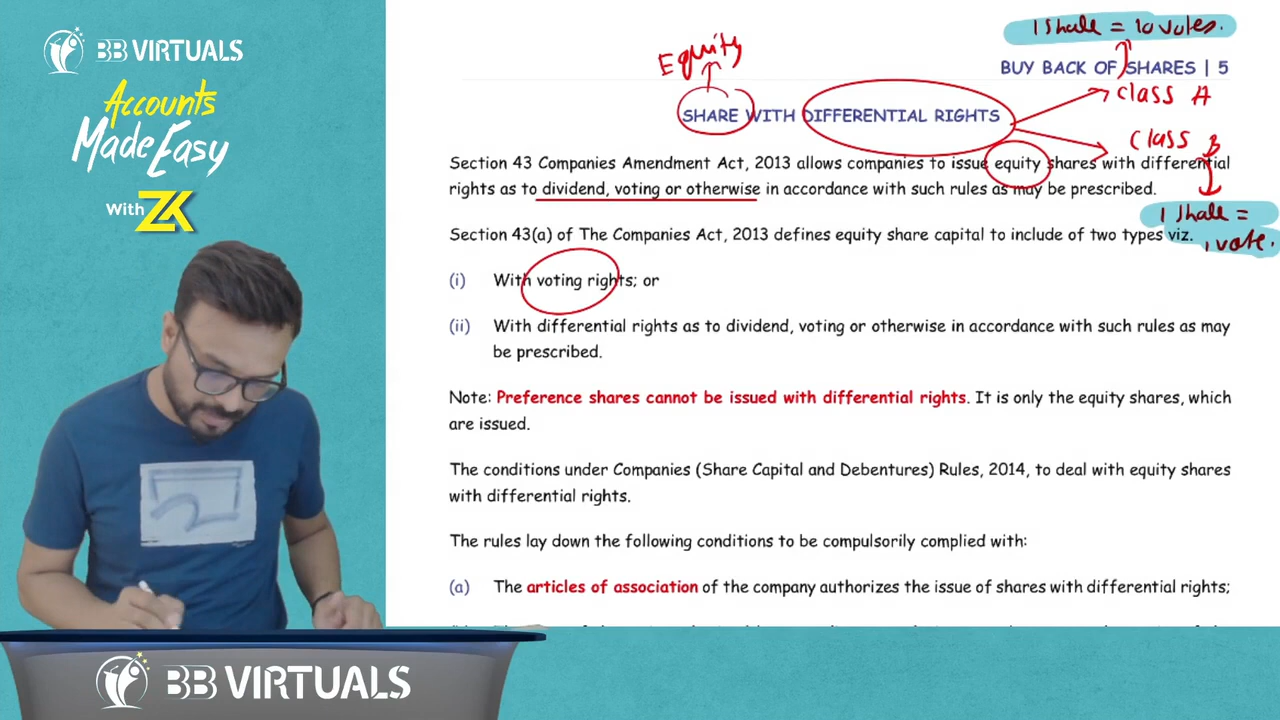 BB VIRTUALS
Accounts
Made Easy
With ZK
1 Share = 10 votes.
Equity
BUY BACK OF SHARES | 5
class A
SHARE WITH DIFFERENTIAL RIGHTS
class B
Section 43 Companies Amendment Act, 2013 allows companies to issue equity shares with differential
rights as to dividend, voting or otherwise in accordance with such rules as may be prescribed.
1 Share =
1 vote.
Section 43(a) of The Companies Act, 2013 defines equity share capital to include of two types viz.
(i) With voting rights; or
(ii) With differential rights as to dividend, voting or otherwise in accordance with such rules as may
be prescribed.
Note: Preference shares cannot be issued with differential rights. It is only the equity shares, which
are issued.
The conditions under Companies (Share Capital and Debentures) Rules, 2014, to deal with equity shares
with differential rights.
The rules lay down the following conditions to be compulsorily complied with:
(a) The articles of association of the company authorizes the issue of shares with differential rights;
BB VIRTUALS